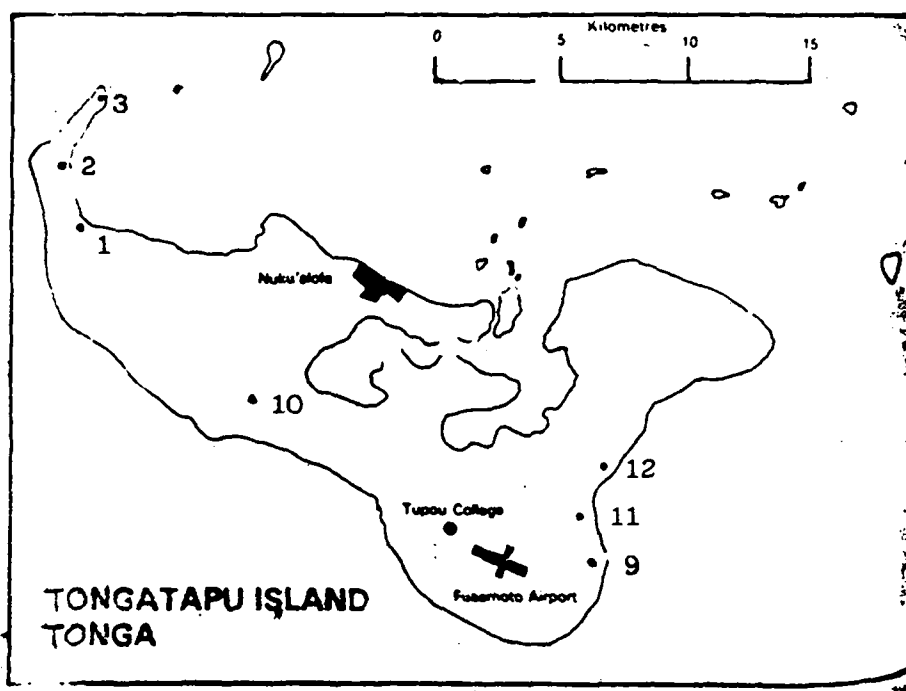 Kilometres
0 5 10 15
3
2
1
Nuku'alofa
10
12
Tupou College
11
9
Fuaamotu Airport
TONGATAPU ISLAND
TONGA